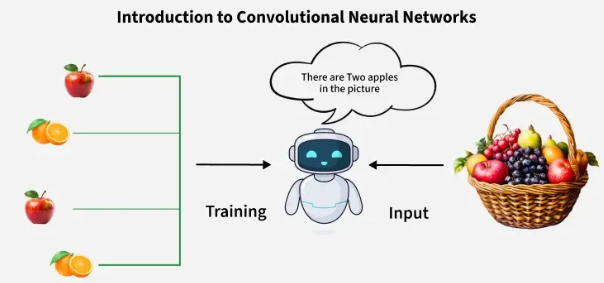 Introduction to Convolutional Neural Networks
There are Two apples
in the picture
Training
Input